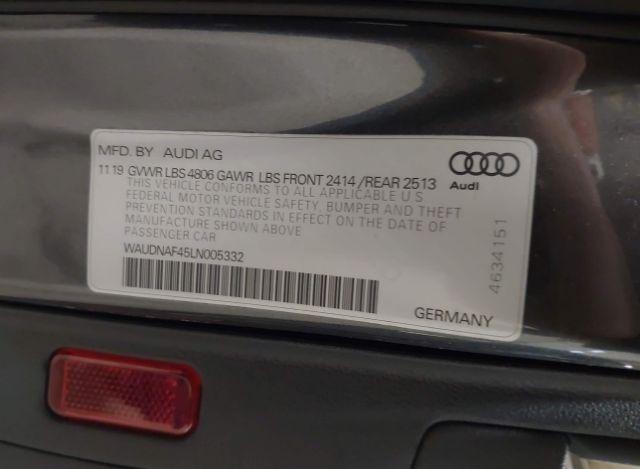 MFD. BY AUDI AG
11 19 GVWR LBS 4806 GAWR LBS FRONT 2414 / REAR 2513
THIS VEHICLE CONFORMS TO ALL APPLICABLE U S
FEDERAL MOTOR VEHICLE SAFETY, BUMPER AND THEFT
PREVENTION STANDARDS IN EFFECT ON THE DATE OF
MANUFACTURE SHOWN ABOVE
PASSENGER CAR
WAUDNAF45LN005332
Audi
4634151
GERMANY